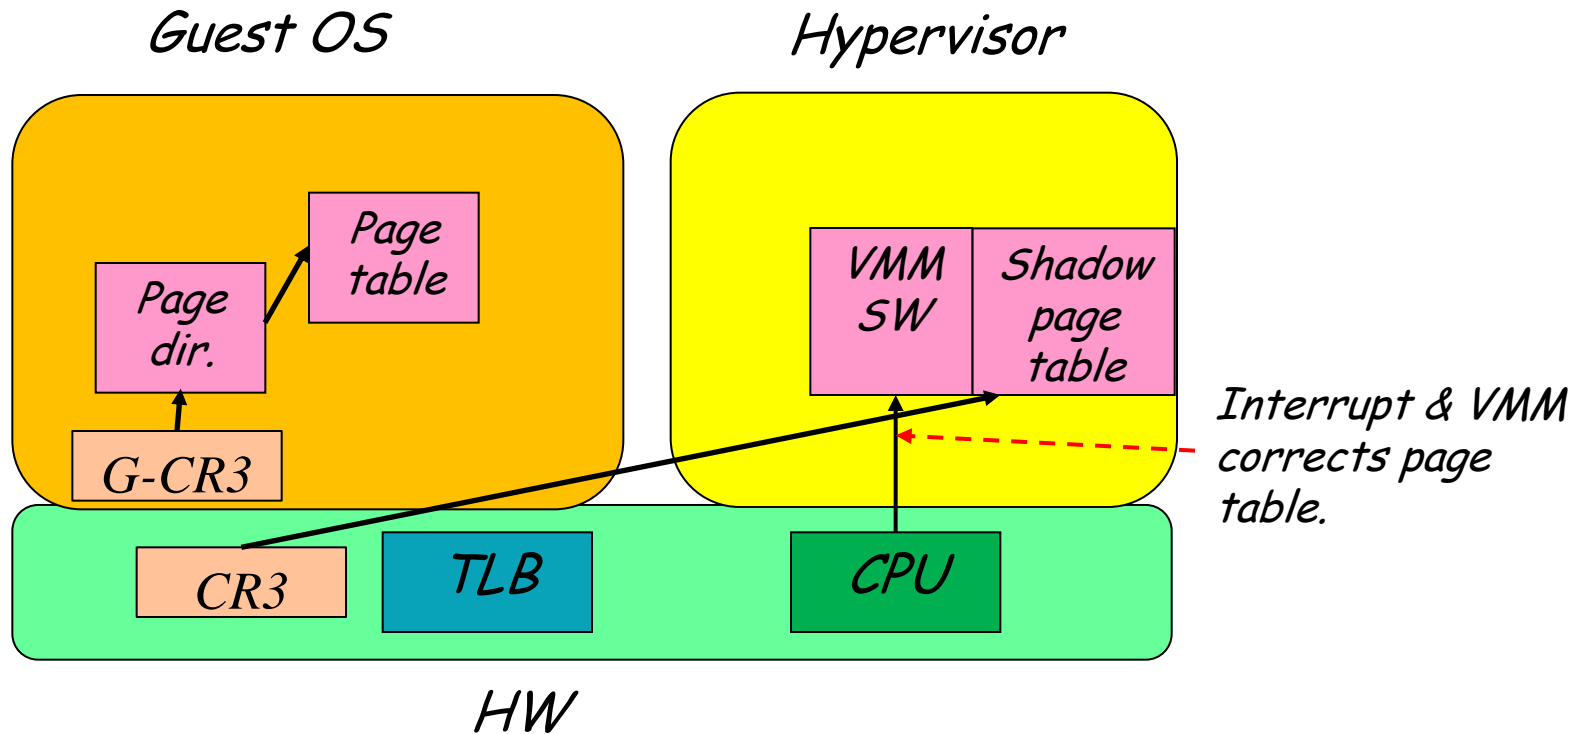 Guest OS
Hypervisor
Page
table
Page
dir.
G-CR3
VMM
SW
Shadow
page
table
Interrupt & VMM
corrects page
table.
CR3
TLB
CPU
HW